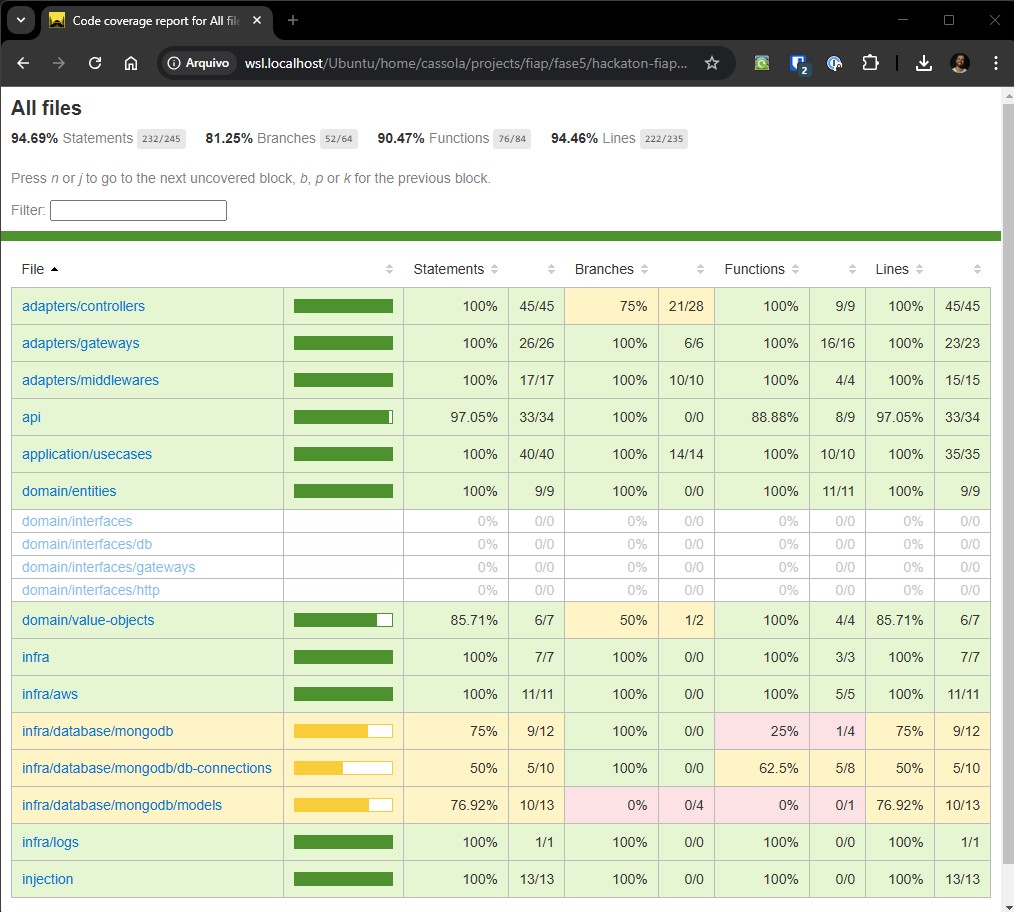 Code coverage report for All file
Arquivo wsl.localhost/Ubuntu/home/cassola/projects/fiap/fase5/hackaton-fiap...
2
All files
94.69% Statements 232/245 81.25% Branches 52/64 90.47% Functions 76/84 94.46% Lines 222/235
Press n or j to go to the next uncovered block, b, p or k for the previous block.
Filter:
File Statements Branches Functions Lines
adapters/controllers 100% 45/45 75% 21/28 100% 9/9 100% 45/45
adapters/gateways 100% 26/26 100% 6/6 100% 16/16 100% 23/23
adapters/middlewares 100% 17/17 100% 10/10 100% 4/4 100% 15/15
api 97.05% 33/34 100% 0/0 88.88% 8/9 97.05% 33/34
application/usecases 100% 40/40 100% 14/14 100% 10/10 100% 35/35
domain/entities 100% 9/9 100% 0/0 100% 11/11 100% 9/9
domain/interfaces 0% 0/0 0% 0/0 0% 0/0 0% 0/0
domain/interfaces/db 0% 0/0 0% 0/0 0% 0/0 0% 0/0
domain/interfaces/gateways 0% 0/0 0% 0/0 0% 0/0 0% 0/0
domain/interfaces/http 0% 0/0 0% 0/0 0% 0/0 0% 0/0
domain/value-objects 85.71% 6/7 50% 1/2 100% 4/4 85.71% 6/7
infra 100% 7/7 100% 0/0 100% 3/3 100% 7/7
infra/aws 100% 11/11 100% 0/0 100% 5/5 100% 11/11
infra/database/mongodb 75% 9/12 100% 0/0 25% 1/4 75% 9/12
infra/database/mongodb/db-connections 50% 5/10 100% 0/0 62.5% 5/8 50% 5/10
infra/database/mongodb/models 76.92% 10/13 0% 0/4 0% 0/1 76.92% 10/13
infra/logs 100% 1/1 100% 0/0 100% 0/0 100% 1/1
injection 100% 13/13 100% 0/0 100% 0/0 100% 13/13